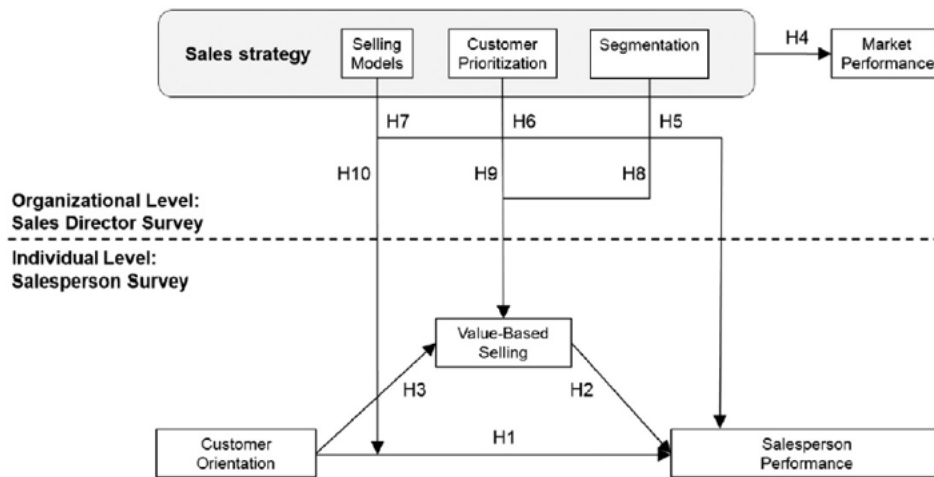 Sales strategy
Selling
Models
Customer
Prioritization
Segmentation
H4
Market
Performance
H7
H6
H5
H10
H9
H8
Organizational Level:
Sales Director Survey
Individual Level:
Salesperson Survey
Value-Based
Selling
H3
H2
H1
Customer
Orientation
Salesperson
Performance